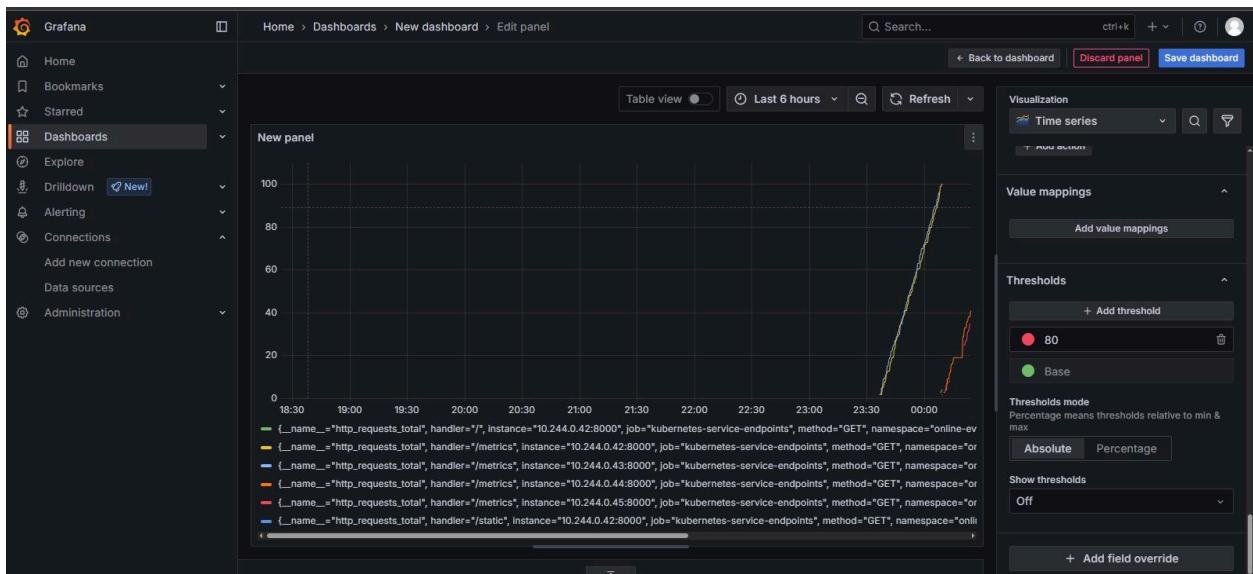 Grafana
Home › Dashboards › New dashboard › Edit panel
Search...
ctrl+k
Home
Bookmarks
Starred
Dashboards
Explore
Drilldown New!
Alerting
Connections
Add new connection
Data sources
Administration
Back to dashboard
Discard panel
Save dashboard
Table view
Last 6 hours
Refresh
New panel
100
80
60
40
20
0
18:30 19:00 19:30 20:00 20:30 21:00 21:30 22:00 22:30 23:00 23:30 00:00
{__name__="http_requests_total", handler="/", instance="10.244.0.42:8000", job="kubernetes-service-endpoints", method="GET", namespace="online-ev
{__name__="http_requests_total", handler="/metrics", instance="10.244.0.42:8000", job="kubernetes-service-endpoints", method="GET", namespace="or
{__name__="http_requests_total", handler="/metrics", instance="10.244.0.43:8000", job="kubernetes-service-endpoints", method="GET", namespace="or
{__name__="http_requests_total", handler="/metrics", instance="10.244.0.44:8000", job="kubernetes-service-endpoints", method="GET", namespace="or
{__name__="http_requests_total", handler="/metrics", instance="10.244.0.45:8000", job="kubernetes-service-endpoints", method="GET", namespace="or
{__name__="http_requests_total", handler="/static", instance="10.244.0.42:8000", job="kubernetes-service-endpoints", method="GET", namespace="onli
Visualization
Time series
+ Add action
Value mappings
Add value mappings
Thresholds
+ Add threshold
80
Base
Thresholds mode
Percentage means thresholds relative to min &
max
Absolute Percentage
Show thresholds
Off
+ Add field override